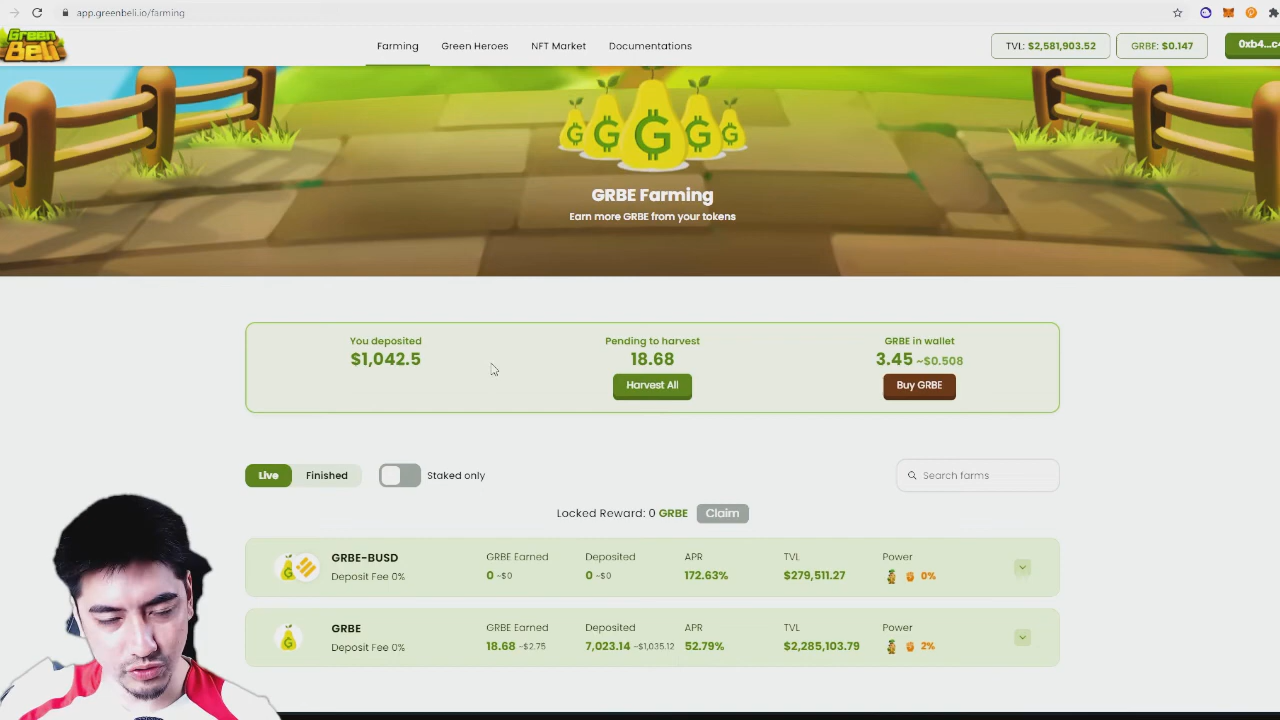 app.greenbeli.io/farming
Green
Beli
Farming
Green Heroes
NFT Market
Documentations
TVL: $2,581,903.52
GRBE: $0.147
0xb4...c4
GRBE Farming
Earn more GRBE from your tokens
You deposited
$1,042.5
Pending to harvest
18.68
Harvest All
GRBE in wallet
3.45 ~$0.508
Buy GRBE
Live
Finished
Staked only
Search farms
Locked Reward: 0 GRBE Claim
GRBE-BUSD
Deposit Fee 0%
GRBE Earned
0 ~$0
Deposited
0 ~$0
APR
172.63%
TVL
$279,511.27
Power
0%
GRBE
Deposit Fee 0%
GRBE Earned
18.68 ~$2.75
Deposited
7,023.14 ~$1,035.12
APR
52.79%
TVL
$2,285,103.79
Power
2%